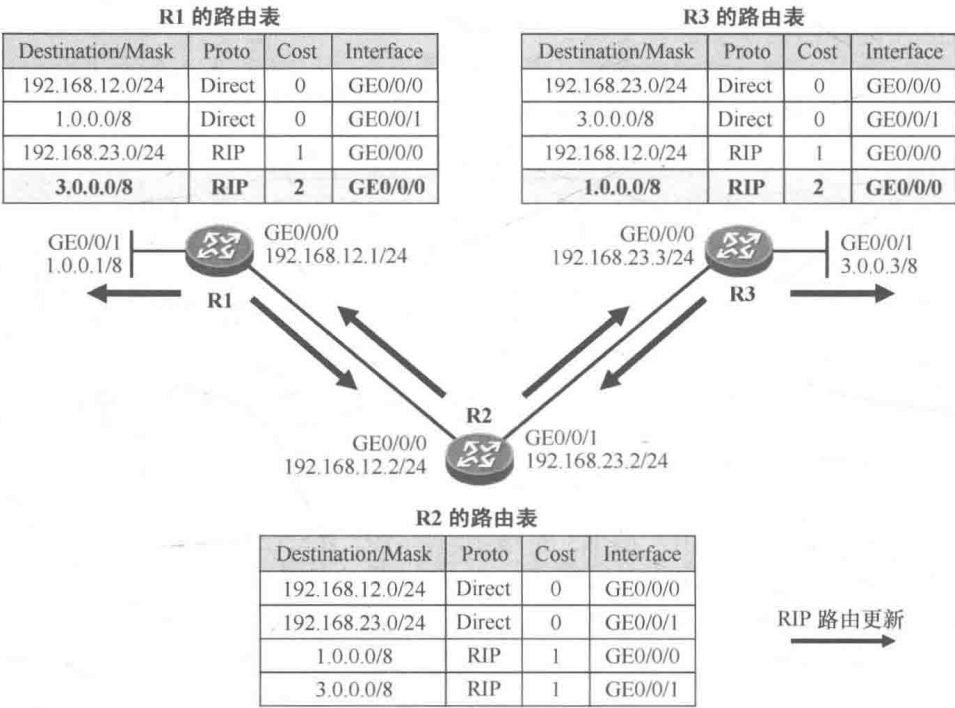 R1 的路由表
Destination/Mask Proto Cost Interface
192.168.12.0/24 Direct 0 GE0/0/0
1.0.0.0/8 Direct 0 GE0/0/1
192.168.23.0/24 RIP 1 GE0/0/0
3.0.0.0/8 RIP 2 GE0/0/0
R3 的路由表
Destination/Mask Proto Cost Interface
192.168.23.0/24 Direct 0 GE0/0/0
3.0.0.0/8 Direct 0 GE0/0/1
192.168.12.0/24 RIP 1 GE0/0/0
1.0.0.0/8 RIP 2 GE0/0/0
GE0/0/1
1.0.0.1/8
R1
GE0/0/0
192.168.12.1/24
GE0/0/0
192.168.23.3/24
R3
GE0/0/1
3.0.0.3/8
R2
GE0/0/0
192.168.12.2/24
GE0/0/1
192.168.23.2/24
R2 的路由表
Destination/Mask Proto Cost Interface
192.168.12.0/24 Direct 0 GE0/0/0
192.168.23.0/24 Direct 0 GE0/0/1
1.0.0.0/8 RIP 1 GE0/0/0
3.0.0.0/8 RIP 1 GE0/0/1
RIP 路由更新